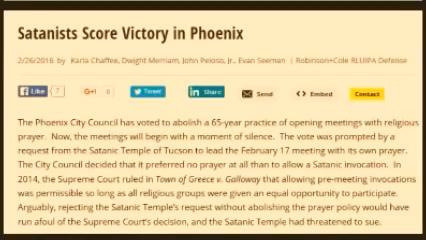 Satanists Score Victory in Phoenix
2/26/2016 by Karla Chaffee, Dwight Merriam, John Peloso, Jr., Evan Seeman | Robinson+Cole RLUIPA Defense
Like 7 +1 0 Tweet Share Send Embed Contact
The Phoenix City Council has voted to abolish a 65-year practice of opening meetings with religious
prayer. Now, the meetings will begin with a moment of silence. The vote was prompted by a
request from the Satanic Temple of Tucson to lead the February 17 meeting with its own prayer.
The City Council decided that it preferred no prayer at all than to allow a Satanic invocation. In
2014, the Supreme Court ruled in Town of Greece v. Galloway that allowing pre-meeting invocations
was permissible so long as all religious groups were given an equal opportunity to participate.
Arguably, rejecting the Satanic Temple's request without abolishing the prayer policy would have
run afoul of the Supreme Court's decision, and the Satanic Temple had threatened to sue.